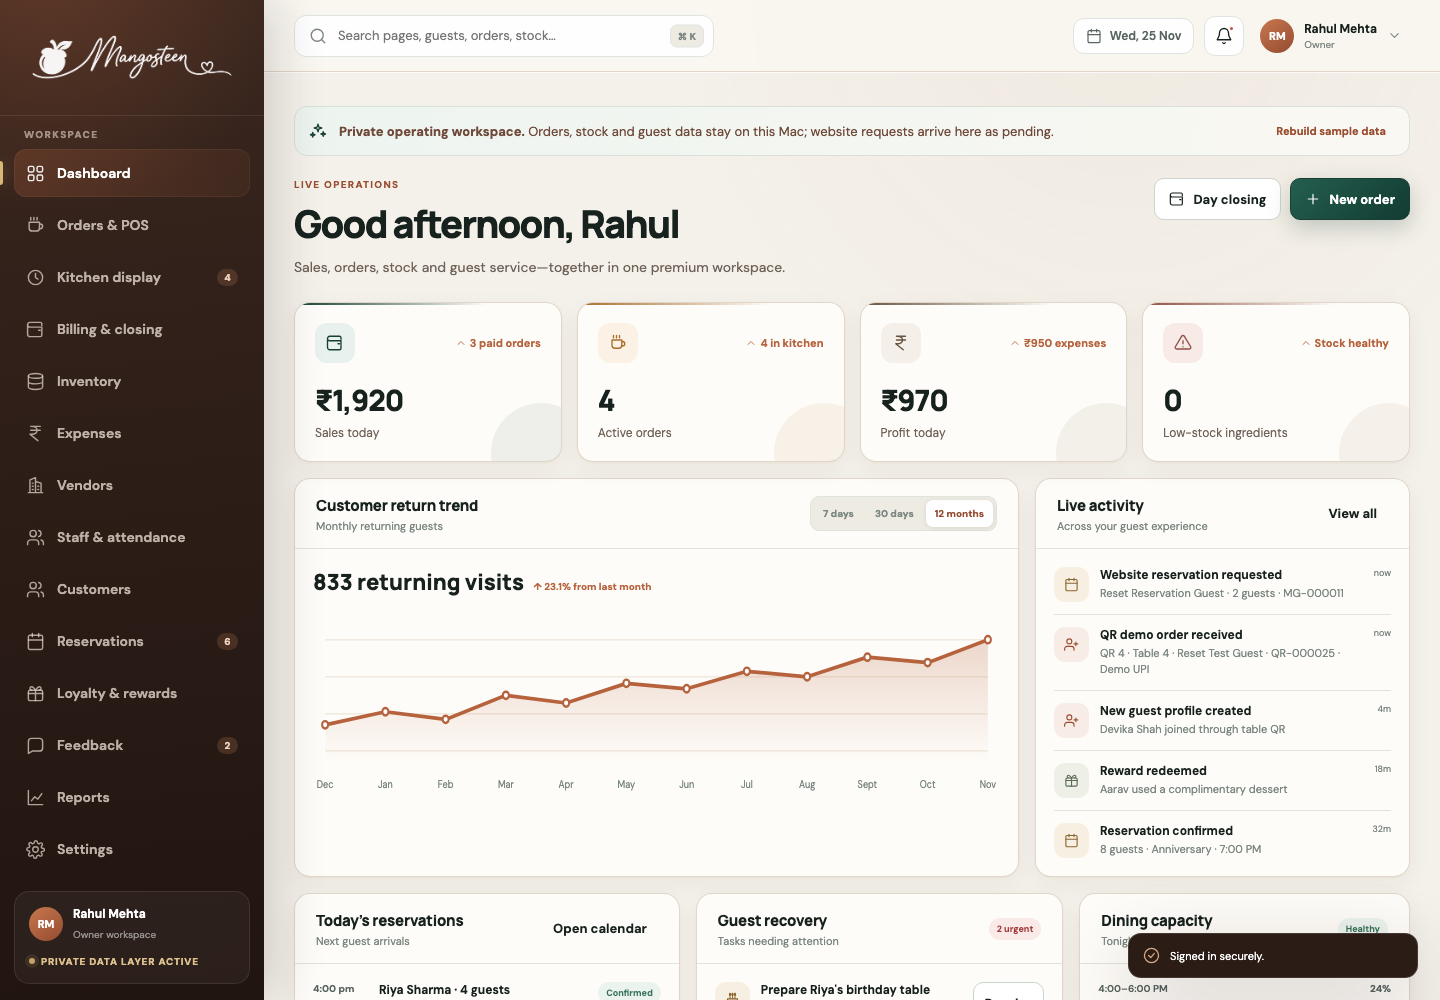 Mangosteen
WORKSPACE
Dashboard
Orders & POS
Kitchen display 4
Billing & closing
Inventory
Expenses
Vendors
Staff & attendance
Customers
Reservations 6
Loyalty & rewards
Feedback 2
Reports
Settings
RM Rahul Mehta
Owner workspace
PRIVATE DATA LAYER ACTIVE
Search pages, guests, orders, stock… ⌘ K
Wed, 25 Nov
RM Rahul Mehta
Owner
Private operating workspace. Orders, stock and guest data stay on this Mac; website requests arrive here as pending.
Rebuild sample data
LIVE OPERATIONS
Good afternoon, Rahul
Sales, orders, stock and guest service—together in one premium workspace.
Day closing
New order
3 paid orders
₹1,920
Sales today
4 in kitchen
4
Active orders
₹
₹950 expenses
₹970
Profit today
Stock healthy
0
Low-stock ingredients
Customer return trend
Monthly returning guests
7 days 30 days 12 months
833 returning visits ↑ 23.1% from last month
Dec Jan Feb Mar Apr May Jun Jul Aug Sept Oct Nov
Live activity
Across your guest experience
View all
Website reservation requested now
Reset Reservation Guest · 2 guests · MG-000011
QR demo order received now
QR 4 · Table 4 · Reset Test Guest · QR-000025 ·
Demo UPI
New guest profile created 4m
Devika Shah joined through table QR
Reward redeemed 18m
Aarav used a complimentary dessert
Reservation confirmed 32m
8 guests · Anniversary · 7:00 PM
Today's reservations
Next guest arrivals
Open calendar
4:00 pm Riya Sharma · 4 guests Confirmed
Guest recovery
Tasks needing attention
2 urgent
Prepare Riya's birthday table
Dining capacity
Healthy
4:00–6:00 PM 24%
Signed in securely.